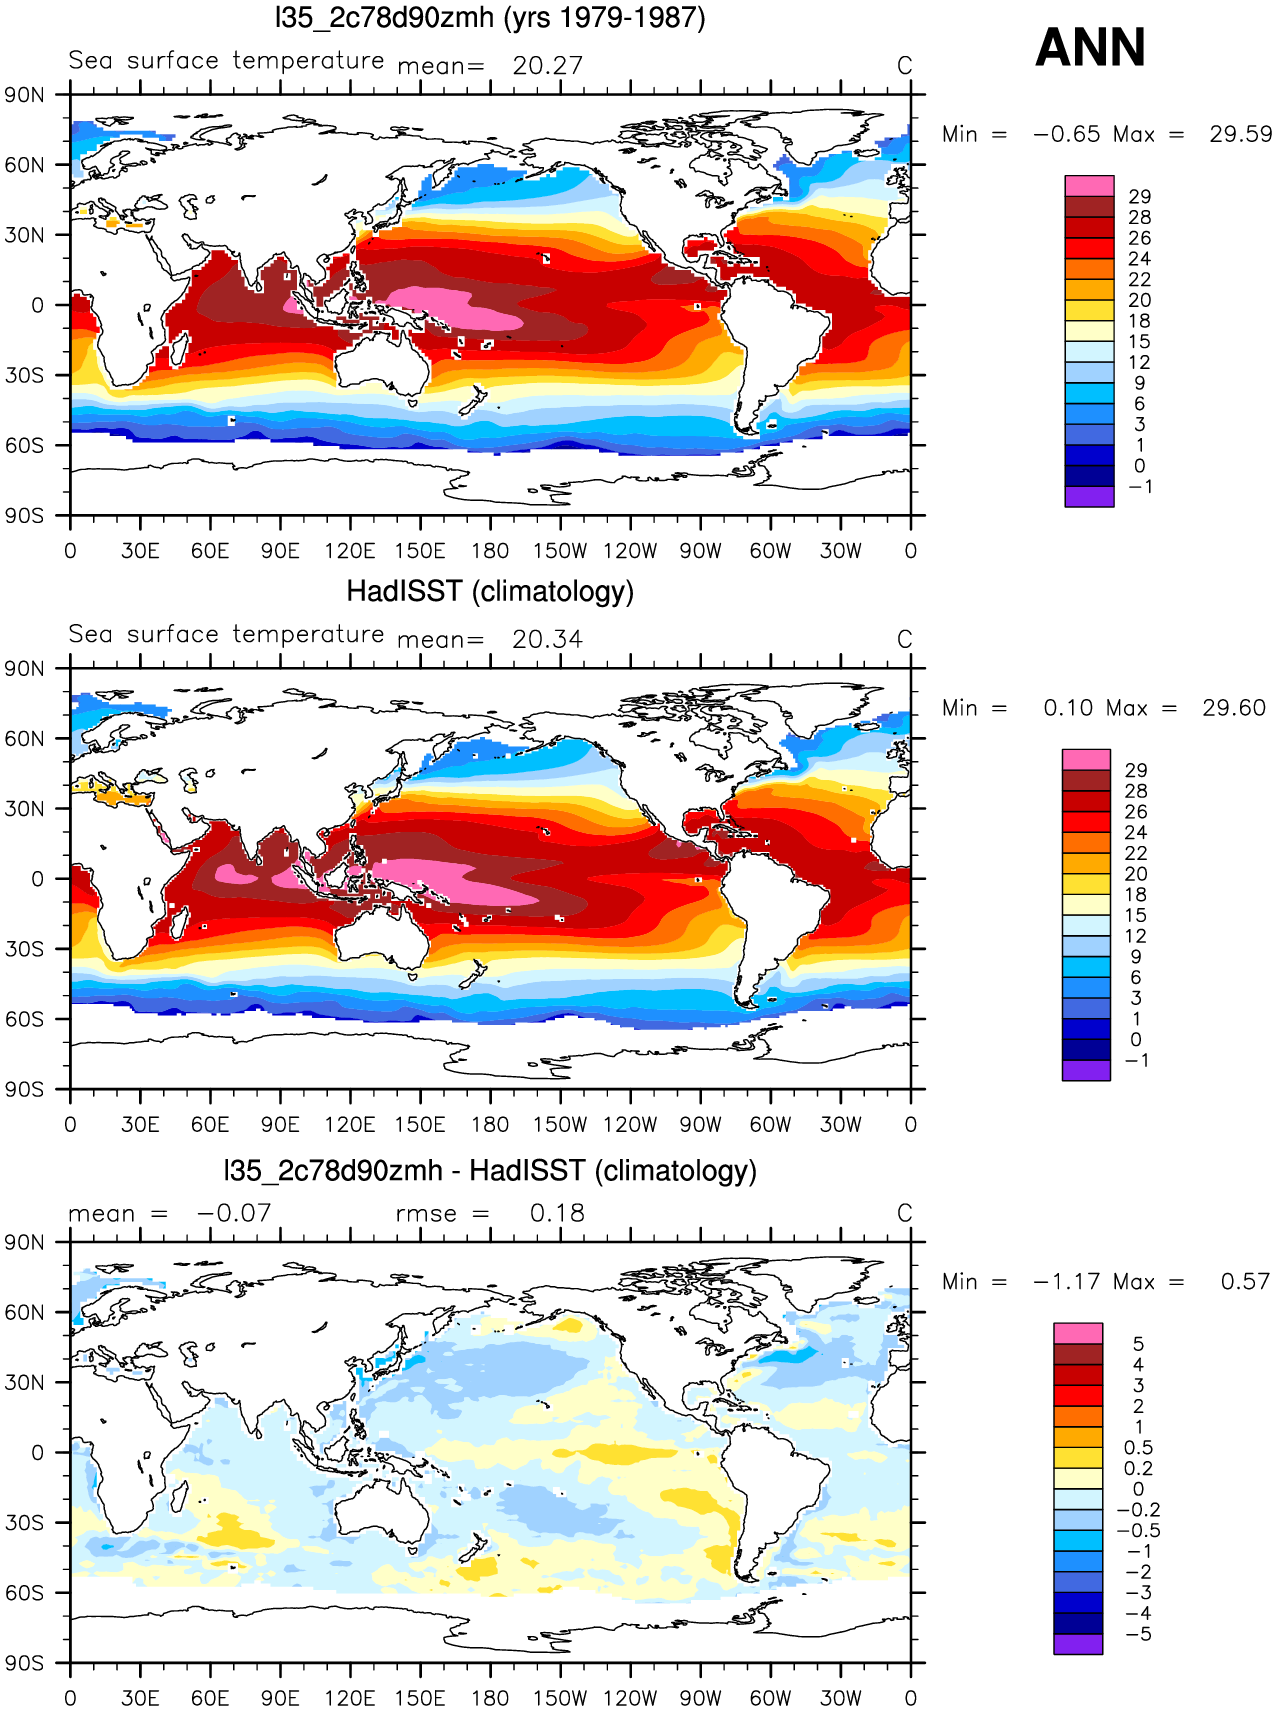 l35_2c78d90zmh (yrs 1979-1987)
ANN
Sea surface temperature mean= 20.27 C
Min = −0.65 Max = 29.59
90N
60N
30N
0
30S
60S
90S
0 30E 60E 90E 120E 150E 180 150W 120W 90W 60W 30W 0
29
28
26
24
22
20
18
15
12
9
6
3
1
0
−1
HadISST (climatology)
Sea surface temperature mean= 20.34 C
Min = 0.10 Max = 29.60
90N
60N
30N
0
30S
60S
90S
0 30E 60E 90E 120E 150E 180 150W 120W 90W 60W 30W 0
29
28
26
24
22
20
18
15
12
9
6
3
1
0
−1
l35_2c78d90zmh - HadISST (climatology)
mean = −0.07 rmse = 0.18 C
Min = −1.17 Max = 0.57
90N
60N
30N
0
30S
60S
90S
0 30E 60E 90E 120E 150E 180 150W 120W 90W 60W 30W 0
5
4
3
2
1
0.5
0.2
0
−0.2
−0.5
−1
−2
−3
−4
−5